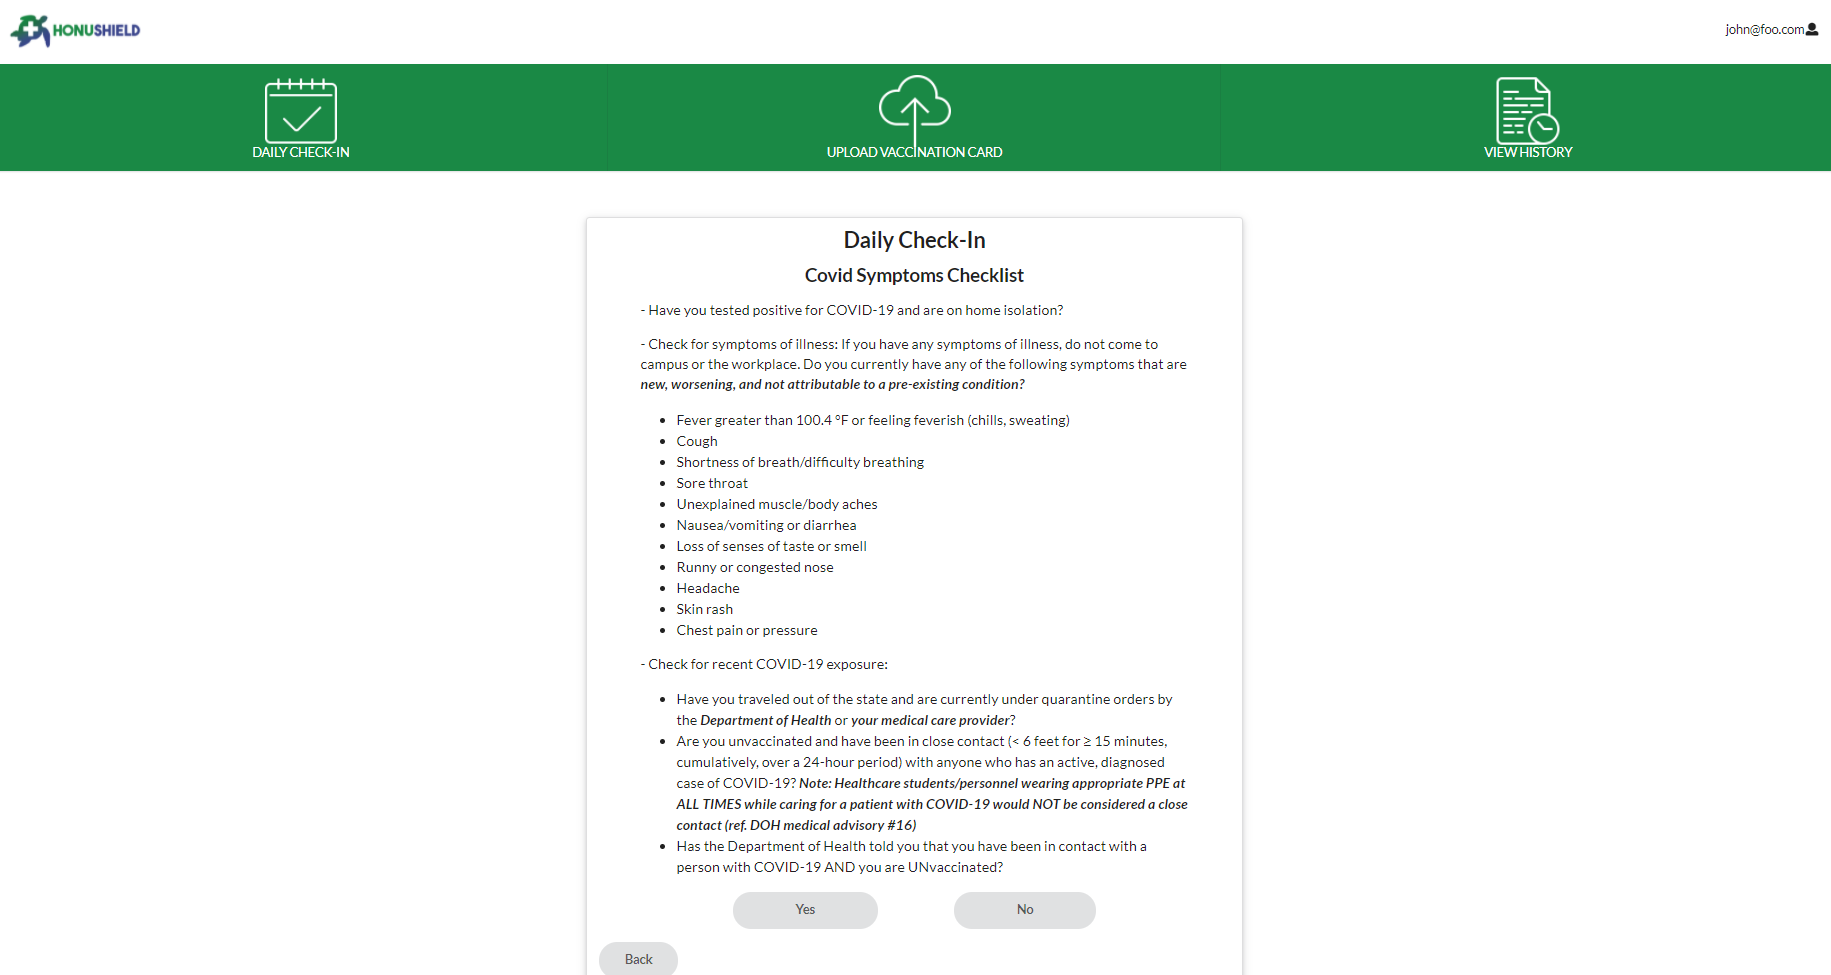 HONUSHIELD
john@foo.com
DAILY CHECK-IN
UPLOAD VACCINATION CARD
VIEW HISTORY
Daily Check-In
Covid Symptoms Checklist
- Have you tested positive for COVID-19 and are on home isolation?
- Check for symptoms of illness: If you have any symptoms of illness, do not come to
campus or the workplace. Do you currently have any of the following symptoms that are
new, worsening, and not attributable to a pre-existing condition?
• Fever greater than 100.4 °F or feeling feverish (chills, sweating)
• Cough
• Shortness of breath/difficulty breathing
• Sore throat
• Unexplained muscle/body aches
• Nausea/vomiting or diarrhea
• Loss of senses of taste or smell
• Runny or congested nose
• Headache
• Skin rash
• Chest pain or pressure
- Check for recent COVID-19 exposure:
• Have you traveled out of the state and are currently under quarantine orders by
the Department of Health or your medical care provider?
• Are you unvaccinated and have been in close contact (< 6 feet for ≥ 15 minutes,
cumulatively, over a 24-hour period) with anyone who has an active, diagnosed
case of COVID-19? Note: Healthcare students/personnel wearing appropriate PPE at
ALL TIMES while caring for a patient with COVID-19 would NOT be considered a close
contact (ref. DOH medical advisory #16)
• Has the Department of Health told you that you have been in contact with a
person with COVID-19 AND you are UNvaccinated?
Yes
No
Back